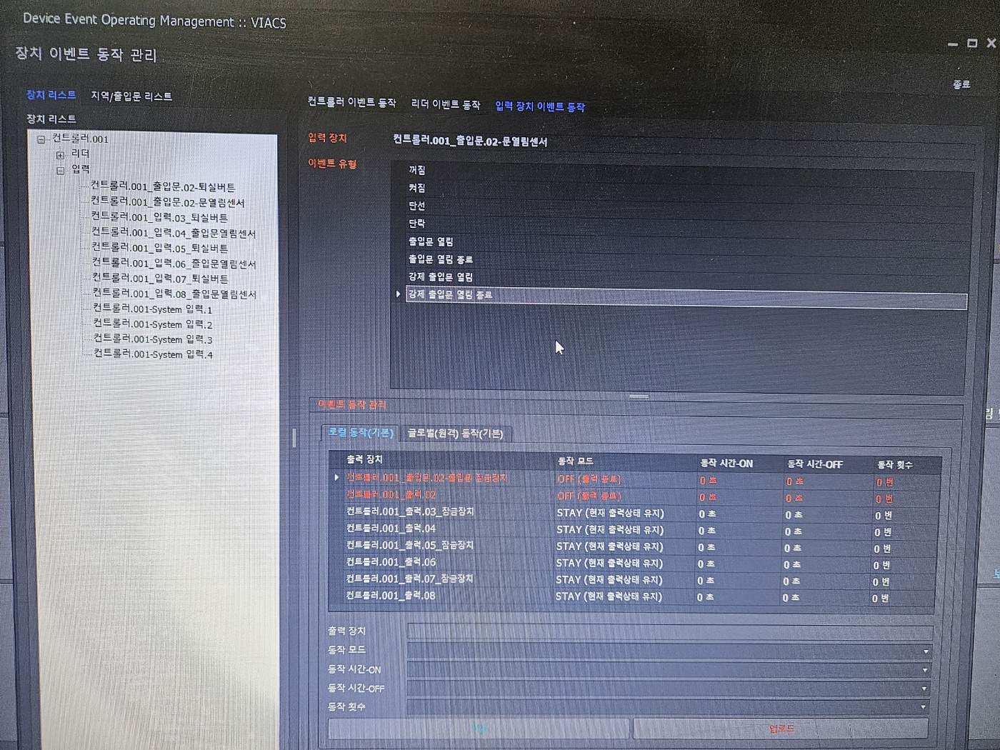 Device Event Operating Management :: VIACS
장치 이벤트 동작 관리
종료
장치 리스트 지역/출입문 리스트
장치 리스트
컨트롤러.001
리더
입력
컨트롤러.001_출입문.02-퇴실버튼
컨트롤러.001_출입문.02-문열림센서
컨트롤러.001_입력.03_퇴실버튼
컨트롤러.001_입력.04_출입문열림센서
컨트롤러.001_입력.05_퇴실버튼
컨트롤러.001_입력.06_출입문열림센서
컨트롤러.001_입력.07_퇴실버튼
컨트롤러.001_입력.08_출입문열림센서
컨트롤러.001-System 입력.1
컨트롤러.001-System 입력.2
컨트롤러.001-System 입력.3
컨트롤러.001-System 입력.4
컨트롤러 이벤트 동작 리더 이벤트 동작 입력 장치 이벤트 동작
입력 장치 컨트롤러.001_출입문.02-문열림센서
이벤트 유형
꺼짐
켜짐
단선
단락
출입문 열림
출입문 열림 종료
강제 출입문 열림
강제 출입문 열림 종료
이벤트 동작 관리
로컬 동작(기본) 글로벌(원격) 동작(기본)
출력 장치 동작 모드 동작 시간-ON 동작 시간-OFF 동작 횟수
컨트롤러.001_출입문.02-출입문 잠금장치 OFF (출력 종료) 0 초 0 초 0 번
컨트롤러.001_출력.02 OFF (출력 종료) 0 초 0 초 0 번
컨트롤러.001_출력.03_잠금장치 STAY (현재 출력상태 유지) 0 초 0 초 0 번
컨트롤러.001_출력.04 STAY (현재 출력상태 유지) 0 초 0 초 0 번
컨트롤러.001_출력.05_잠금장치 STAY (현재 출력상태 유지) 0 초 0 초 0 번
컨트롤러.001_출력.06 STAY (현재 출력상태 유지) 0 초 0 초 0 번
컨트롤러.001_출력.07_잠금장치 STAY (현재 출력상태 유지) 0 초 0 초 0 번
컨트롤러.001_출력.08 STAY (현재 출력상태 유지) 0 초 0 초 0 번
출력 장치
동작 모드
동작 시간-ON
동작 시간-OFF
동작 횟수
업로드